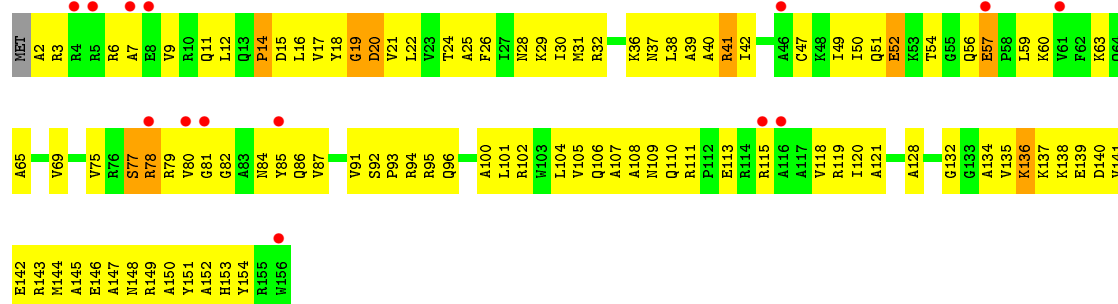 MET A2 R3 R4 R5 R6 A7 E8 V9 R10 Q11 L12 Q13 P14 D15 L16 V17 Y18 G19 D20 V21 L22 V23 T24 A25 F26 I27 N28 K29 I30 M31 R32 K36 N37 L38 A39 A40 R41 I42 A46 C47 K48 I49 I50 Q51 E52 K53 T54 G55 Q56 E57 P58 L59 K60 V61 F62 K63 Q64
A65 V69 V75 R76 S77 R78 R79 V80 G81 G82 A83 N84 Y85 Q86 V87 V91 S92 P93 R94 R95 Q96 A100 L101 R102 W103 L104 V105 Q106 A107 A108 N109 Q110 R111 P112 E113 R114 R115 A116 A117 V118 R119 I120 A121 A128 G132 G133 A134 V135 K136 K137 K138 E139 D140 V141
E142 R143 M144 A145 E146 A147 N148 R149 A150 Y151 A152 H153 Y154 R155 W156